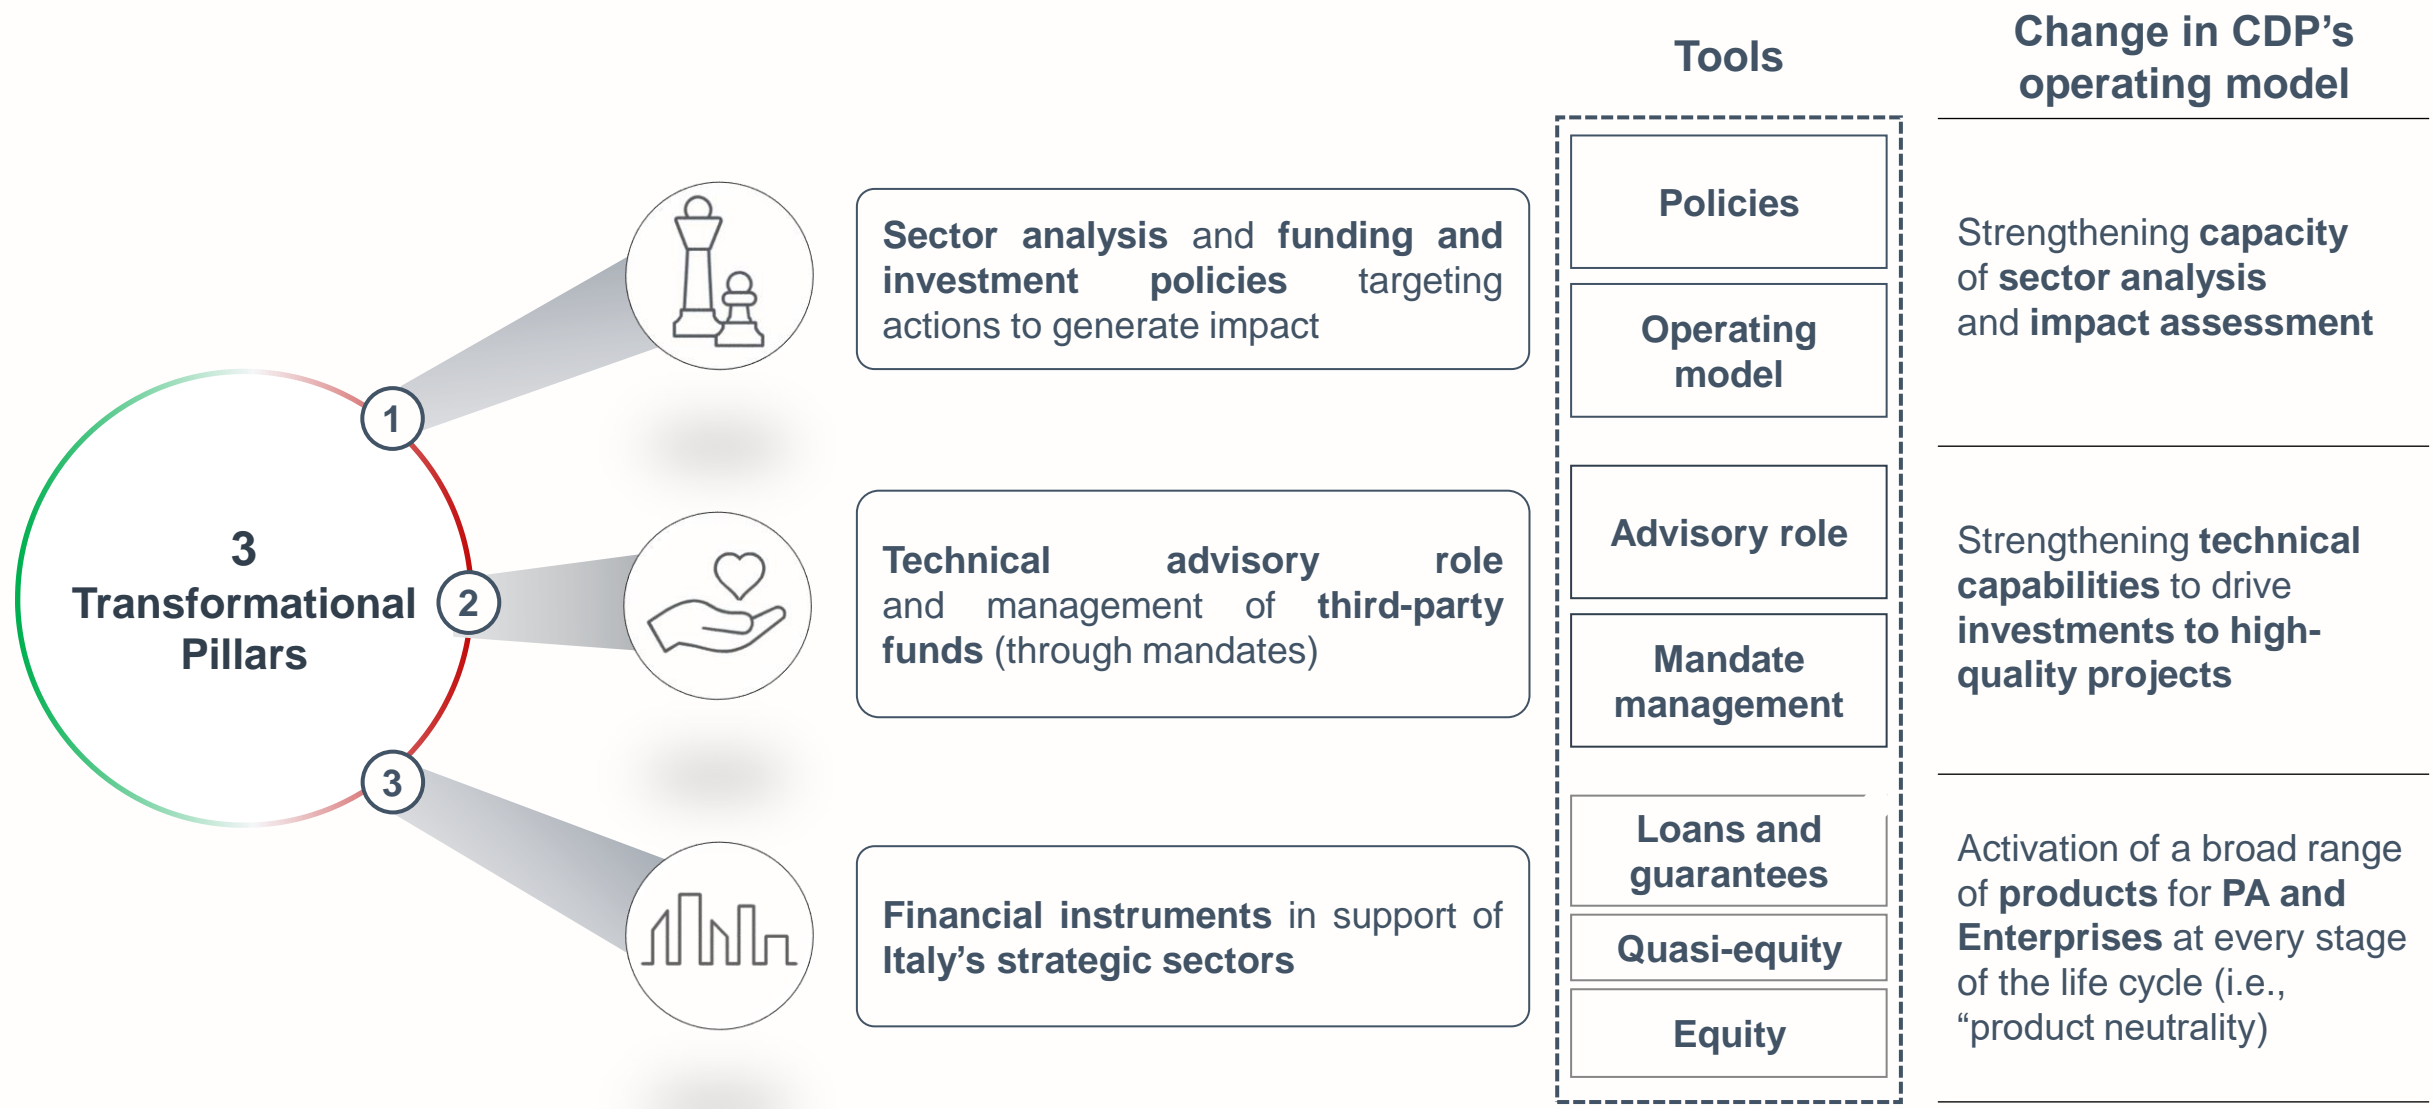 Tools
Change in CDP’s
operating model
3
Transformational
Pillars
1
Sector analysis and funding and
investment policies targeting
actions to generate impact
Policies
Operating
model
Strengthening capacity
of sector analysis
and impact assessment
2
Technical advisory role
and management of third-party
funds (through mandates)
Advisory role
Mandate
management
Strengthening technical
capabilities to drive
investments to high-
quality projects
3
Financial instruments in support of
Italy’s strategic sectors
Loans and
guarantees
Quasi-equity
Equity
Activation of a broad range
of products for PA and
Enterprises at every stage
of the life cycle (i.e.,
“product neutrality)